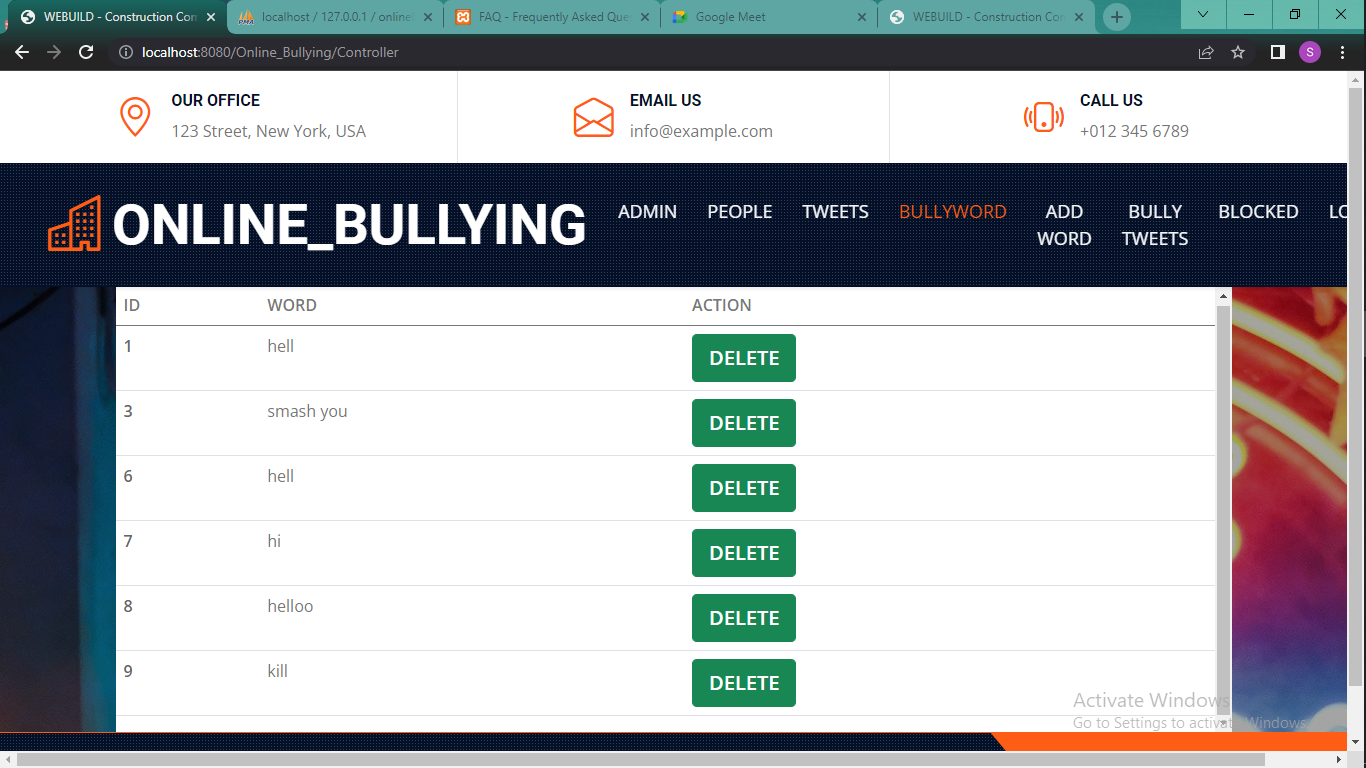 WEBUILD - Construction Con
localhost / 127.0.0.1 / online
FAQ - Frequently Asked Que
Google Meet
WEBUILD - Construction Con
localhost:8080/Online_Bullying/Controller
S
OUR OFFICE
123 Street, New York, USA
EMAIL US
info@example.com
CALL US
+012 345 6789
ONLINE_BULLYING
ADMIN PEOPLE TWEETS BULLYWORD ADD WORD BULLY TWEETS BLOCKED LO
ID WORD ACTION
1 hell DELETE
3 smash you DELETE
6 hell DELETE
7 hi DELETE
8 helloo DELETE
9 kill DELETE
Activate Windows
Go to Settings to activate Windows.